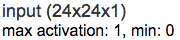 input (24x24x1)
max activation: 1, min: 0